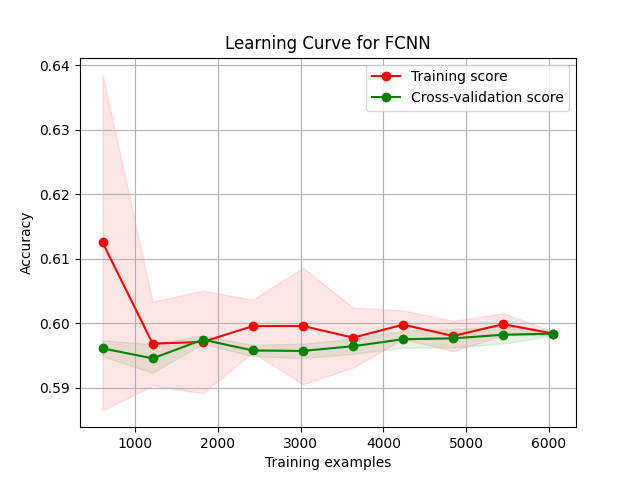 Learning Curve for FCNN
Training score
Cross-validation score
0.64
0.63
0.62
0.61
0.60
0.59
Accuracy
1000 2000 3000 4000 5000 6000
Training examples